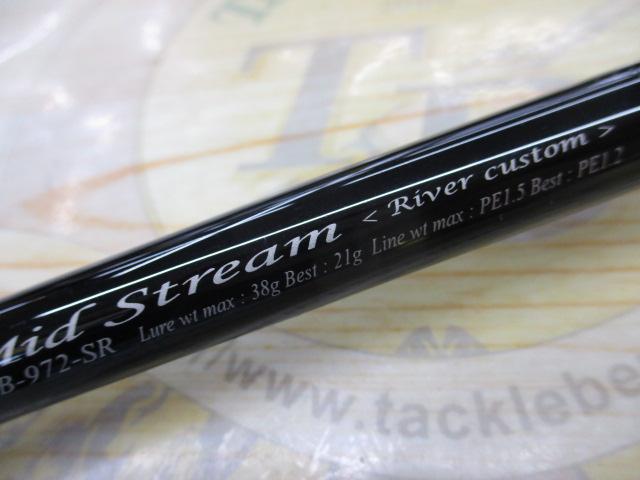 Mid Stream < River custom >
B-972-SR Lure wt max : 38g Best : 21g Line wt max : PE1.5 Best : PE1.2
www.tacklebe